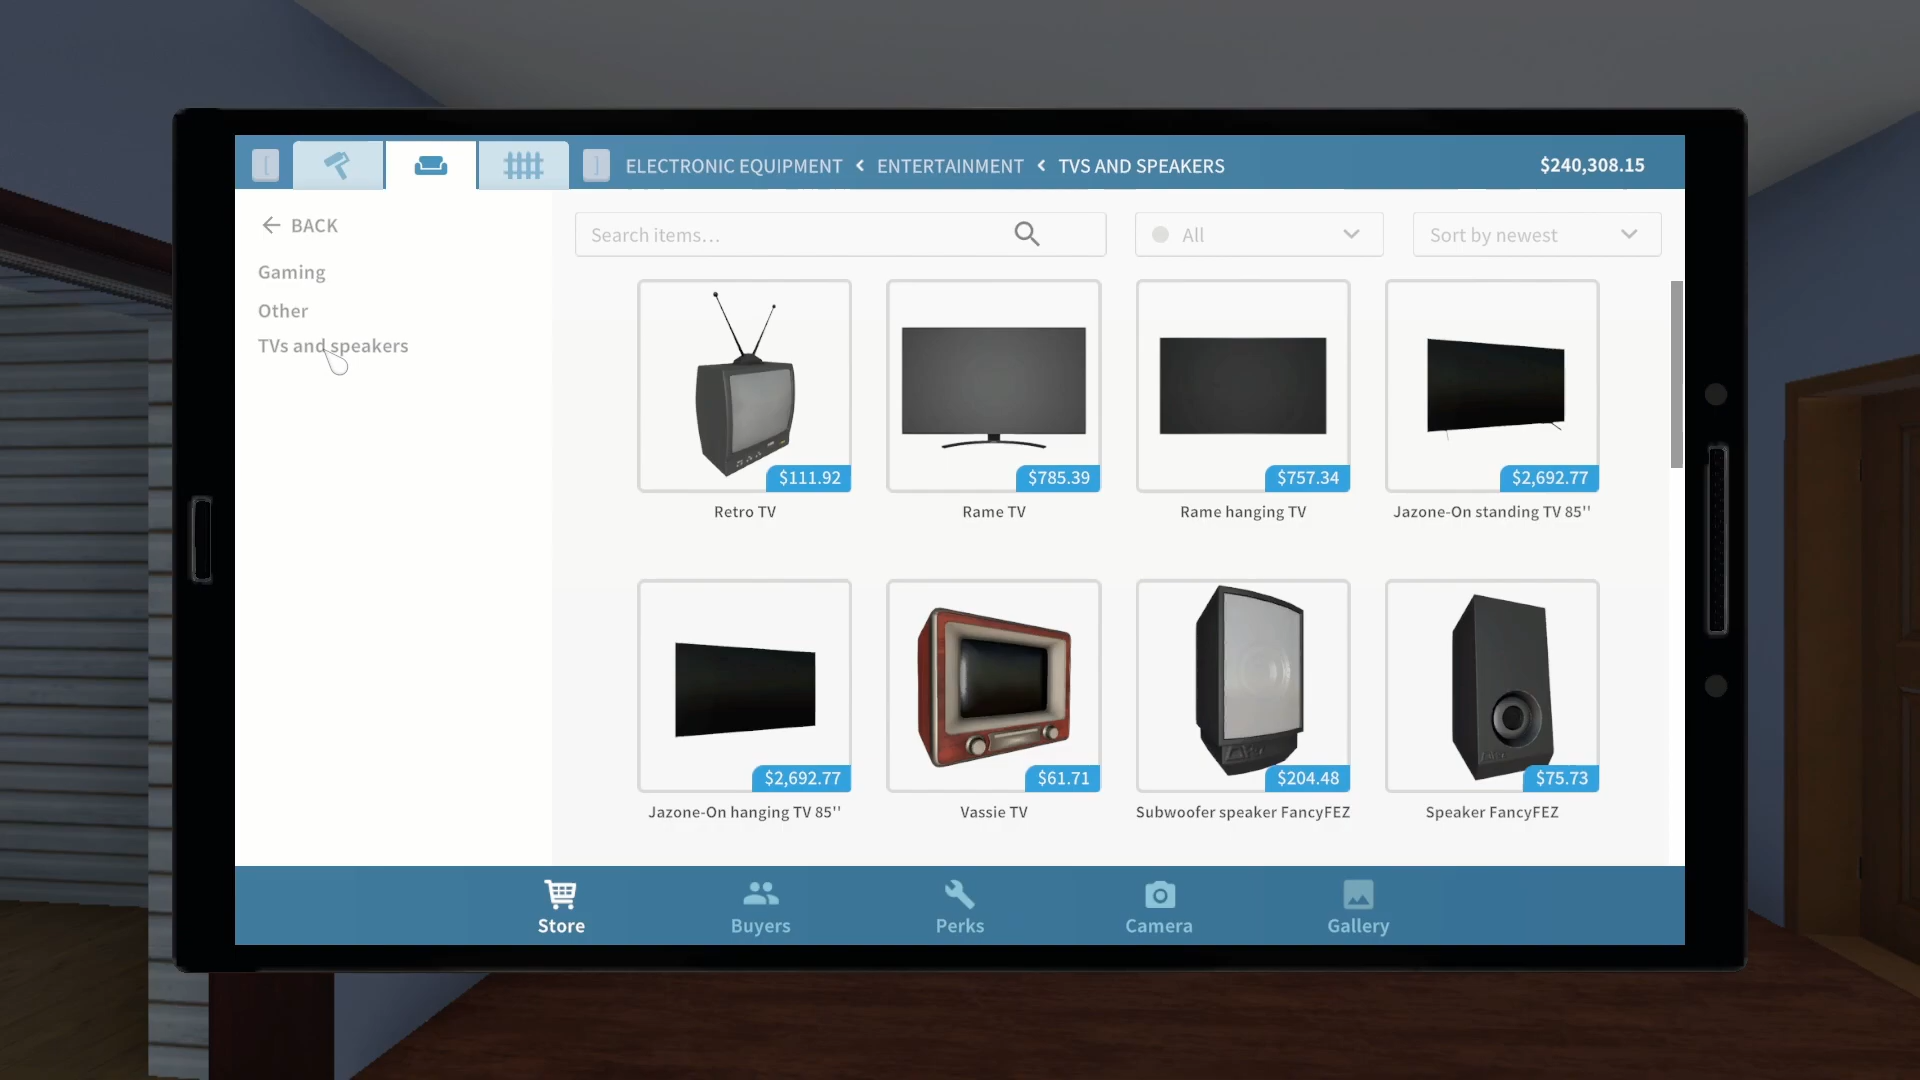 [
]
ELECTRONIC EQUIPMENT
ENTERTAINMENT
TVS AND SPEAKERS
$240,308.15
BACK
Gaming
Other
TVs and speakers
Search items...
All
Sort by newest
$111.92
$785.39
$757.34
$2,692.77
Retro TV
Rame TV
Rame hanging TV
Jazone-On standing TV 85''
$2,692.77
$61.71
$204.48
$75.73
Jazone-On hanging TV 85''
Vassie TV
Subwoofer speaker FancyFEZ
Speaker FancyFEZ
Store
Buyers
Perks
Camera
Gallery